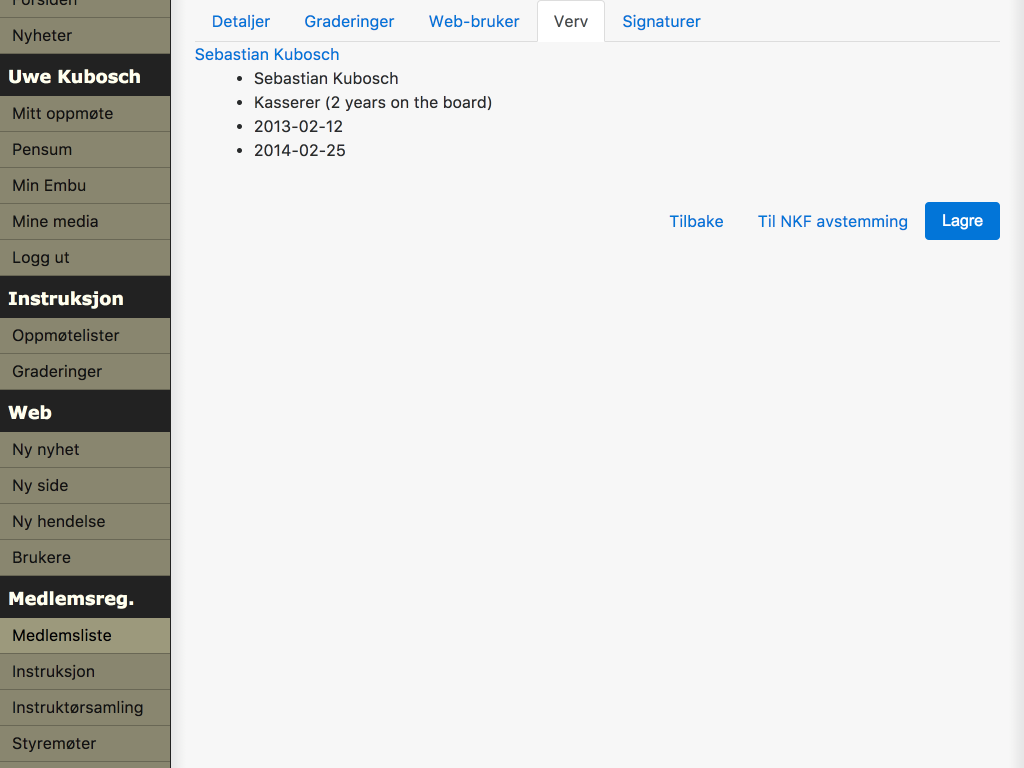 Forsiden
Nyheter
Uwe Kubosch
Mitt oppmøte
Pensum
Min Embu
Mine media
Logg ut
Instruksjon
Oppmøtelister
Graderinger
Web
Ny nyhet
Ny side
Ny hendelse
Brukere
Medlemsreg.
Medlemsliste
Instruksjon
Instruktørsamling
Styremøter
Detaljer Graderinger Web-bruker Verv Signaturer
Sebastian Kubosch
• Sebastian Kubosch
• Kasserer (2 years on the board)
• 2013-02-12
• 2014-02-25
Tilbake Til NKF avstemming Lagre